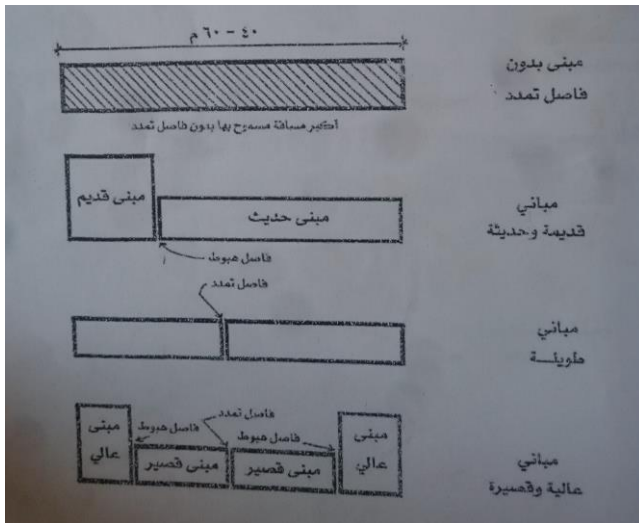 ٤٠ - ٦٠ م
مبنى بدون
فاصل تمدد
أكبر مسافة مسموح بها بدون فاصل تمدد
مباني
قديمة وحديثة
مبنى قديم
مبنى حديث
فاصل هبوط
فاصل تمدد
مباني
طويلة
مباني
عالية وقصيرة
مبنى
عالي
فاصل هبوط
فاصل تمدد
فاصل هبوط
مبنى قصير
مبنى قصير
مبنى
عالي